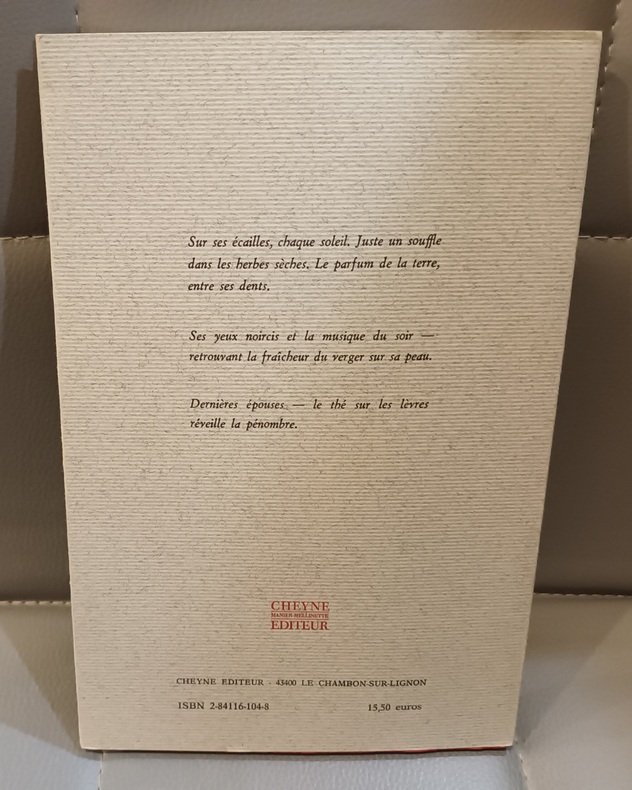 Sur ses écailles, chaque soleil. Juste un souffle
dans les herbes sèches. Le parfum de la terre,
entre ses dents.
Ses yeux noircis et la musique du soir —
retrouvant la fraîcheur du verger sur sa peau.
Dernières épouses — le thé sur les lèvres
réveille la pénombre.
CHEYNE
MANIER-MELLINETTE
EDITEUR
CHEYNE EDITEUR - 43400 LE CHAMBON-SUR-LIGNON
ISBN 2-84116-104-8 15,50 euros